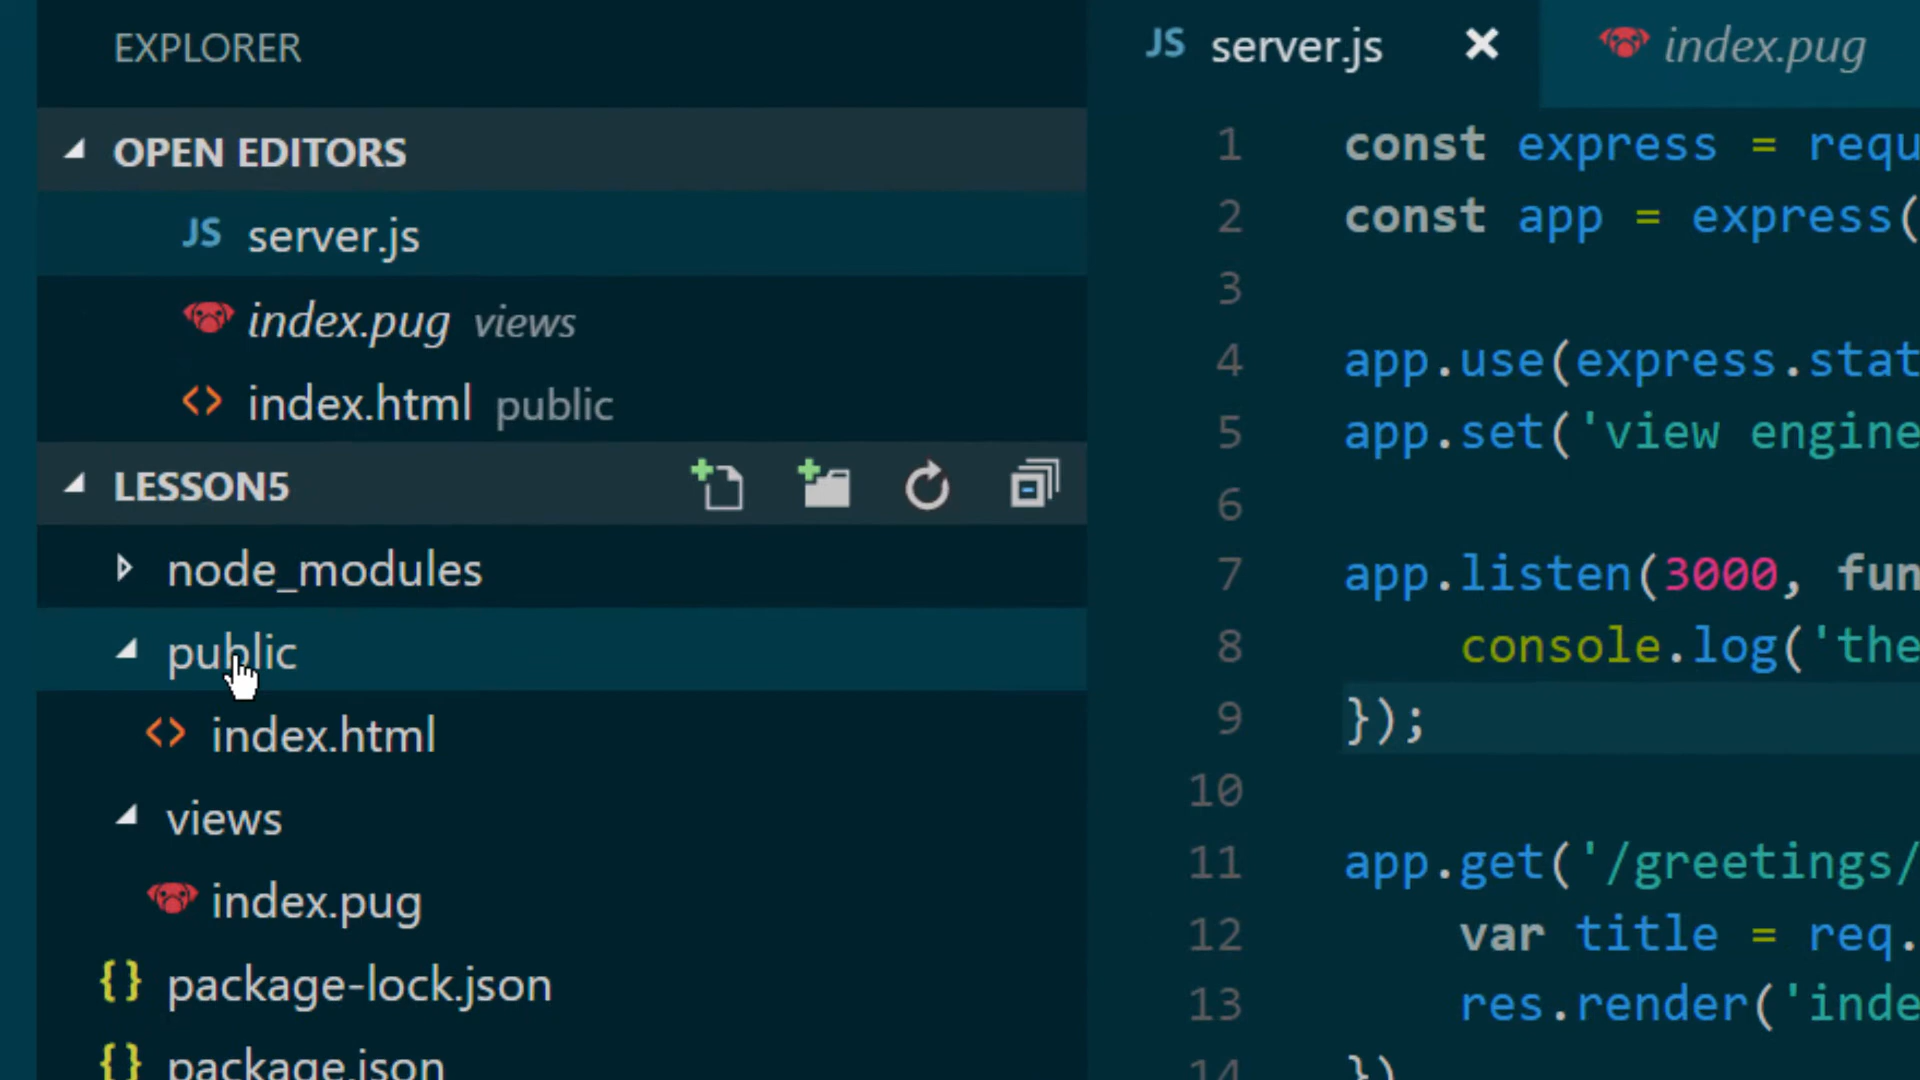 EXPLORER
OPEN EDITORS
JS server.js
index.pug views
<> index.html public
LESSON5
node_modules
public
<> index.html
views
index.pug
{} package-lock.json
{} package.json
JS server.js
index.pug
1 const express = requ
2 const app = express(
3
4 app.use(express.stat
5 app.set('view engine
6
7 app.listen(3000, fun
8 console.log('the
9 });
10
11 app.get('/greetings/
12 var title = req.
13 res.render('inde
14 })